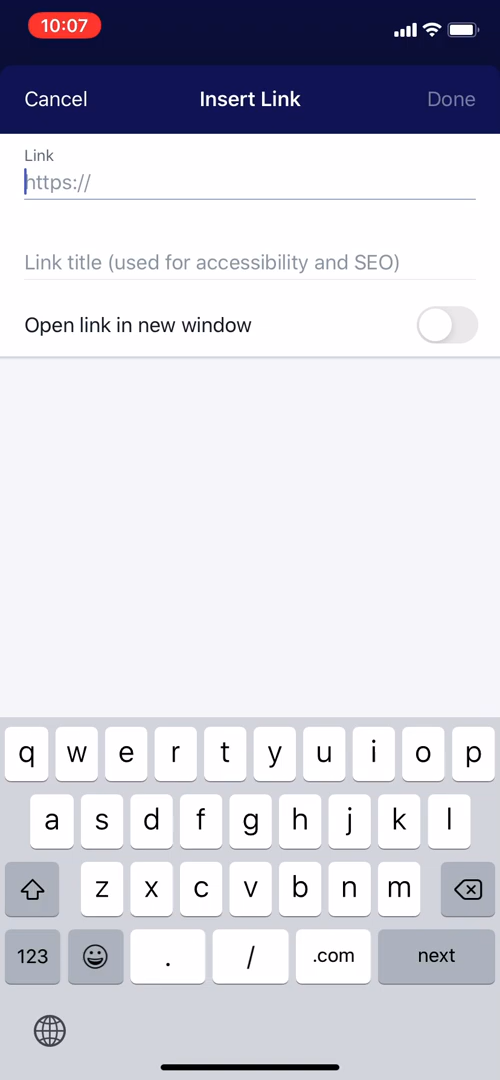 10:07
Cancel Insert Link Done
Link
https://
Link title (used for accessibility and SEO)
Open link in new window
q w e r t y u i o p
a s d f g h j k l
z x c v b n m
123 . / .com next